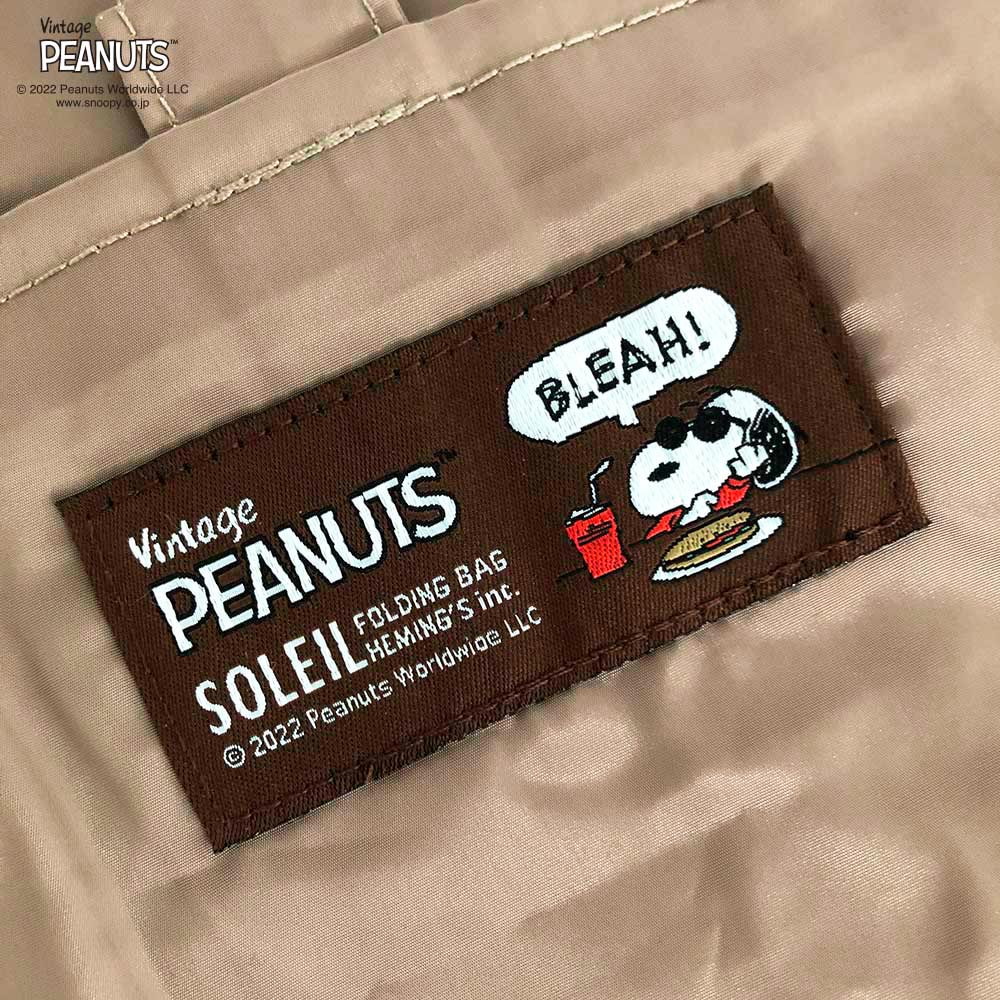 Vintage
PEANUTS™
© 2022 Peanuts Worldwide LLC
www.snoopy.co.jp
BLEAH!
Vintage
PEANUTS™
SOLEIL FOLDING BAG
HEMING'S inc.
© 2022 Peanuts Worldwide LLC